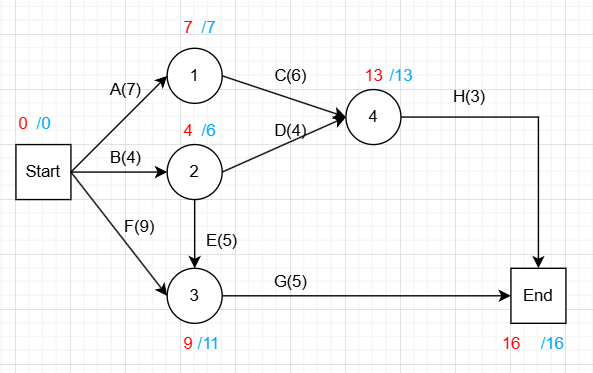 7 /7
1
A(7)
C(6)
13 /13
H(3)
4
0 /0
4 /6
D(4)
Start
B(4)
2
F(9)
E(5)
3
G(5)
End
9 /11
16 /16